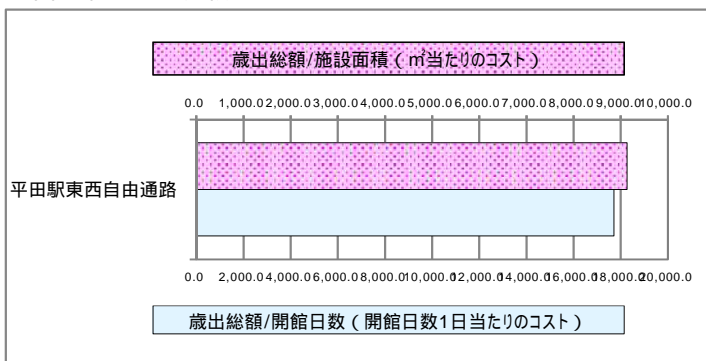 歳出総額/施設面積（㎡当たりのコスト）
0.0 1,000.0 2,000.0 3,000.0 4,000.0 5,000.0 6,000.0 7,000.0 8,000.0 9,000.0 10,000.0
平田駅東西自由通路
0.0 2,000.0 4,000.0 6,000.0 8,000.0 10,000.0 12,000.0 14,000.0 16,000.0 18,000.0 20,000.0
歳出総額/開館日数（開館日数1日当たりのコスト）